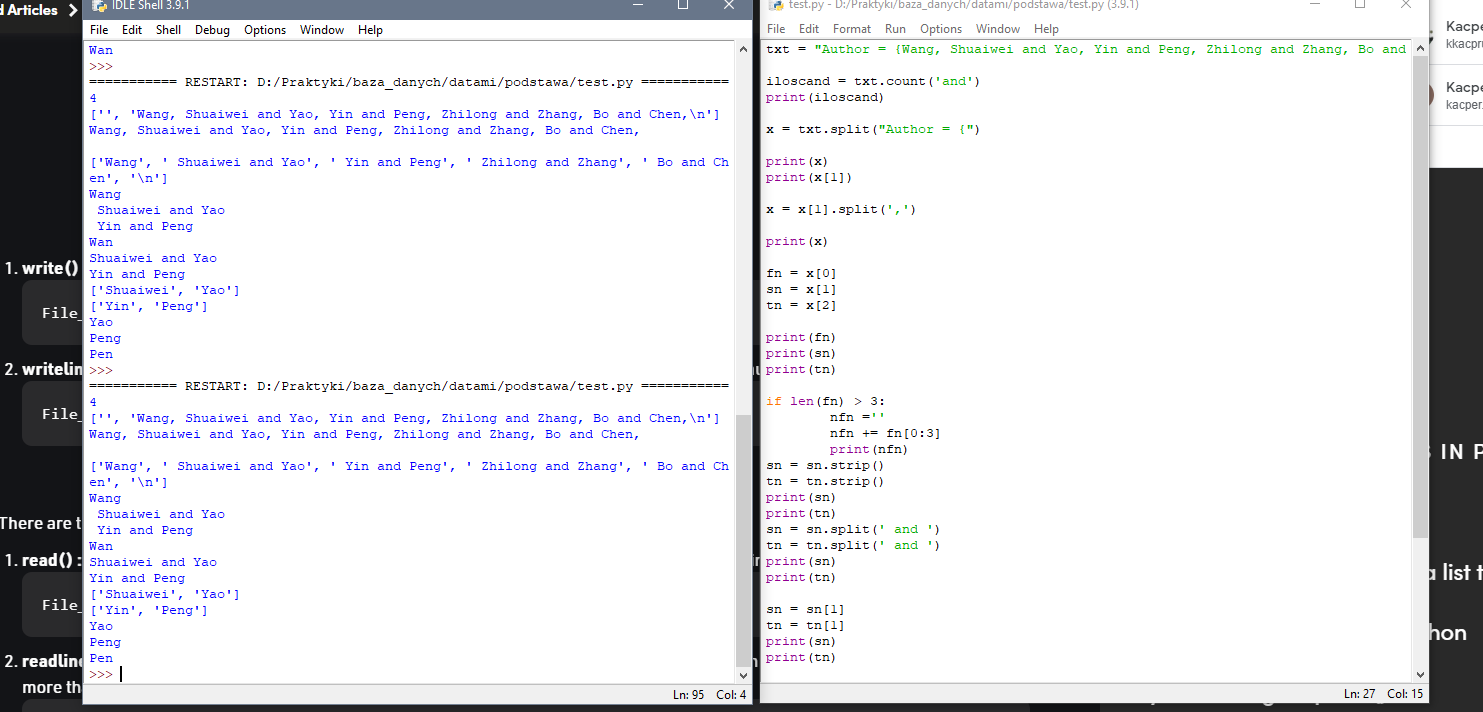 d Articles
IDLE Shell 3.9.1
File Edit Shell Debug Options Window Help
Wan
>>>
=========== RESTART: D:/Praktyki/baza_danych/datami/podstawa/test.py ===========
4
['', 'Wang, Shuaiwei and Yao, Yin and Peng, Zhilong and Zhang, Bo and Chen,\n']
Wang, Shuaiwei and Yao, Yin and Peng, Zhilong and Zhang, Bo and Chen,
['Wang', ' Shuaiwei and Yao', ' Yin and Peng', ' Zhilong and Zhang', ' Bo and Ch
en', '\n']
Wang
 Shuaiwei and Yao
 Yin and Peng
Wan
Shuaiwei and Yao
Yin and Peng
['Shuaiwei', 'Yao']
['Yin', 'Peng']
Yao
Peng
Pen
>>>
=========== RESTART: D:/Praktyki/baza_danych/datami/podstawa/test.py ===========
4
['', 'Wang, Shuaiwei and Yao, Yin and Peng, Zhilong and Zhang, Bo and Chen,\n']
Wang, Shuaiwei and Yao, Yin and Peng, Zhilong and Zhang, Bo and Chen,
['Wang', ' Shuaiwei and Yao', ' Yin and Peng', ' Zhilong and Zhang', ' Bo and Ch
en', '\n']
Wang
 Shuaiwei and Yao
 Yin and Peng
Wan
Shuaiwei and Yao
Yin and Peng
['Shuaiwei', 'Yao']
['Yin', 'Peng']
Yao
Peng
Pen
>>>
Ln: 95 Col: 4
test.py - D:/Praktyki/baza_danych/datami/podstawa/test.py (3.9.1)
File Edit Format Run Options Window Help
txt = "Author = {Wang, Shuaiwei and Yao, Yin and Peng, Zhilong and Zhang, Bo and
iloscand = txt.count('and')
print(iloscand)
x = txt.split("Author = {")
print(x)
print(x[1])
x = x[1].split(',')
print(x)
fn = x[0]
sn = x[1]
tn = x[2]
print(fn)
print(sn)
print(tn)
if len(fn) > 3:
        nfn =''
        nfn += fn[0:3]
        print(nfn)
sn = sn.strip()
tn = tn.strip()
print(sn)
print(tn)
sn = sn.split(' and ')
tn = tn.split(' and ')
print(sn)
print(tn)
sn = sn[1]
tn = tn[1]
print(sn)
print(tn)
Ln: 27 Col: 15
1. write()
File_
2. writelin
File_
There are t
1. read() :
File_
2. readline
more th
Kacpe
kkacpr
Kacpe
kacper.
IN P
a list t
hon